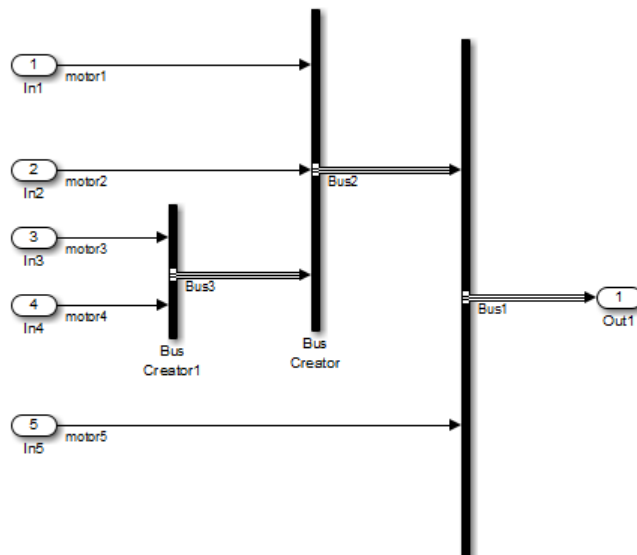 1
motor1
In1
2
motor2
In2
Bus2
3
motor3
In3
Bus3
4
motor4
In4
Bus
Creator1
Bus
Creator
Bus1
1
Out1
5
motor5
In5